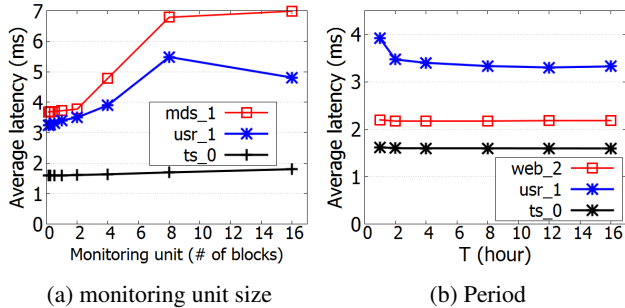 Average latency (ms)
7
6
5
4
3
2
1
0
mds_1
usr_1
ts_0
0 2 4 6 8 10 12 14 16
Monitoring unit (# of blocks)
(a) monitoring unit size
Average latency (ms)
4
3
2
1
0
web_2
usr_1
ts_0
0 2 4 6 8 10 12 14 16
T (hour)
(b) Period